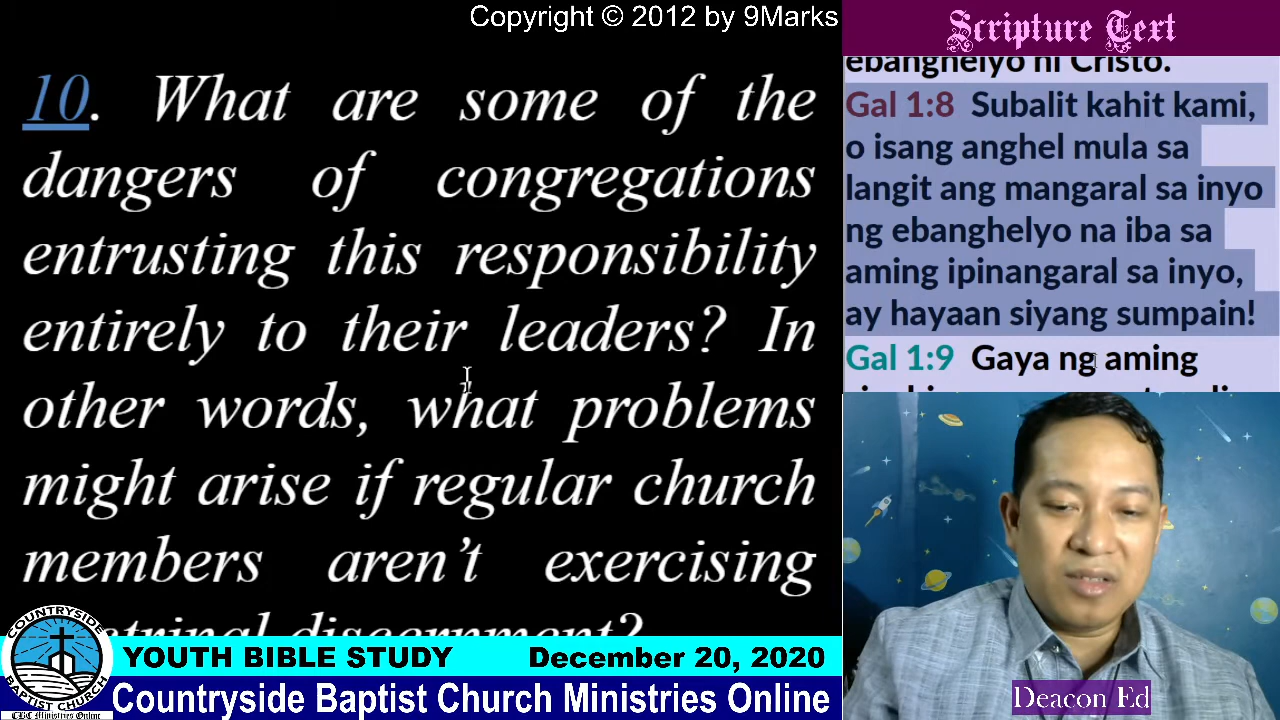 Copyright © 2012 by 9Marks
10. What are some of the
dangers of congregations
entrusting this responsibility
entirely to their leaders? In
other words, what problems
might arise if regular church
members aren't exercising
discernment?
Scripture Text
ebanghelyo ni Cristo.
Gal 1:8 Subalit kahit kami,
o isang anghel mula sa
langit ang mangaral sa inyo
ng ebanghelyo na iba sa
aming ipinangaral sa inyo,
ay hayaan siyang sumpain!
Gal 1:9 Gaya ng aming
COUNTRYSIDE
BAPTIST CHURCH
CBC Ministries Online
YOUTH BIBLE STUDY December 20, 2020
Countryside Baptist Church Ministries Online
Deacon Ed